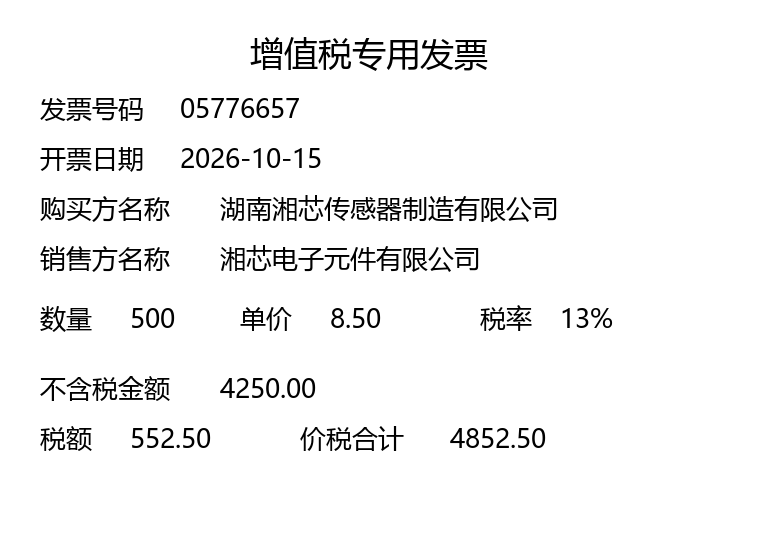 增值税专用发票
发票号码 05776657
开票日期 2026-10-15
购买方名称 湖南湘芯传感器制造有限公司
销售方名称 湘芯电子元件有限公司
数量 500 单价 8.50 税率 13%
不含税金额 4250.00
税额 552.50 价税合计 4852.50